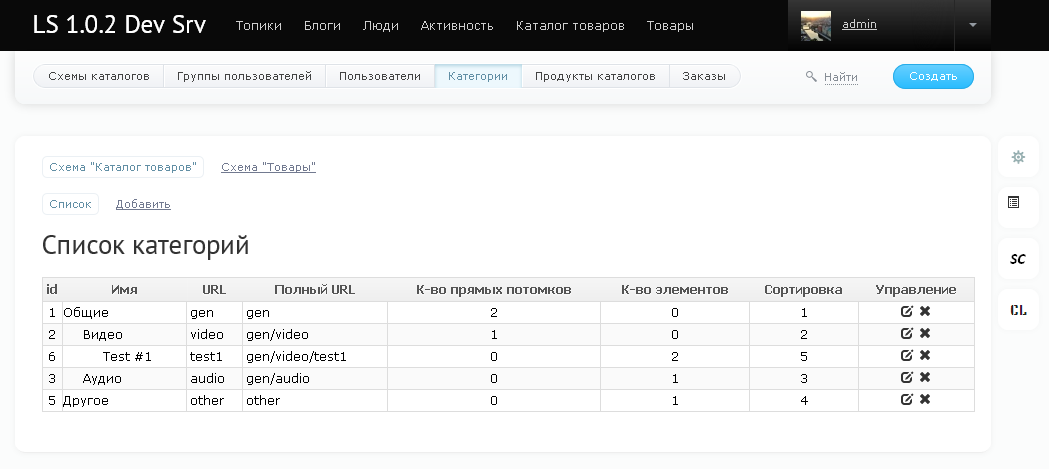 LS 1.0.2 Dev Srv Топики Блоги Люди Активность Каталог товаров Товары admin
Схемы каталогов Группы пользователей Пользователи Категории Продукты каталогов Заказы Найти Создать
Схема "Каталог товаров" Схема "Товары"
Список Добавить
SC
Список категорий
CL
id Имя URL Полный URL К-во прямых потомков К-во элементов Сортировка Управление
1 Общие gen gen 2 0 1
2 Видео video gen/video 1 0 2
6 Test #1 test1 gen/video/test1 0 2 5
3 Аудио audio gen/audio 0 1 3
5 Другое other other 0 1 4